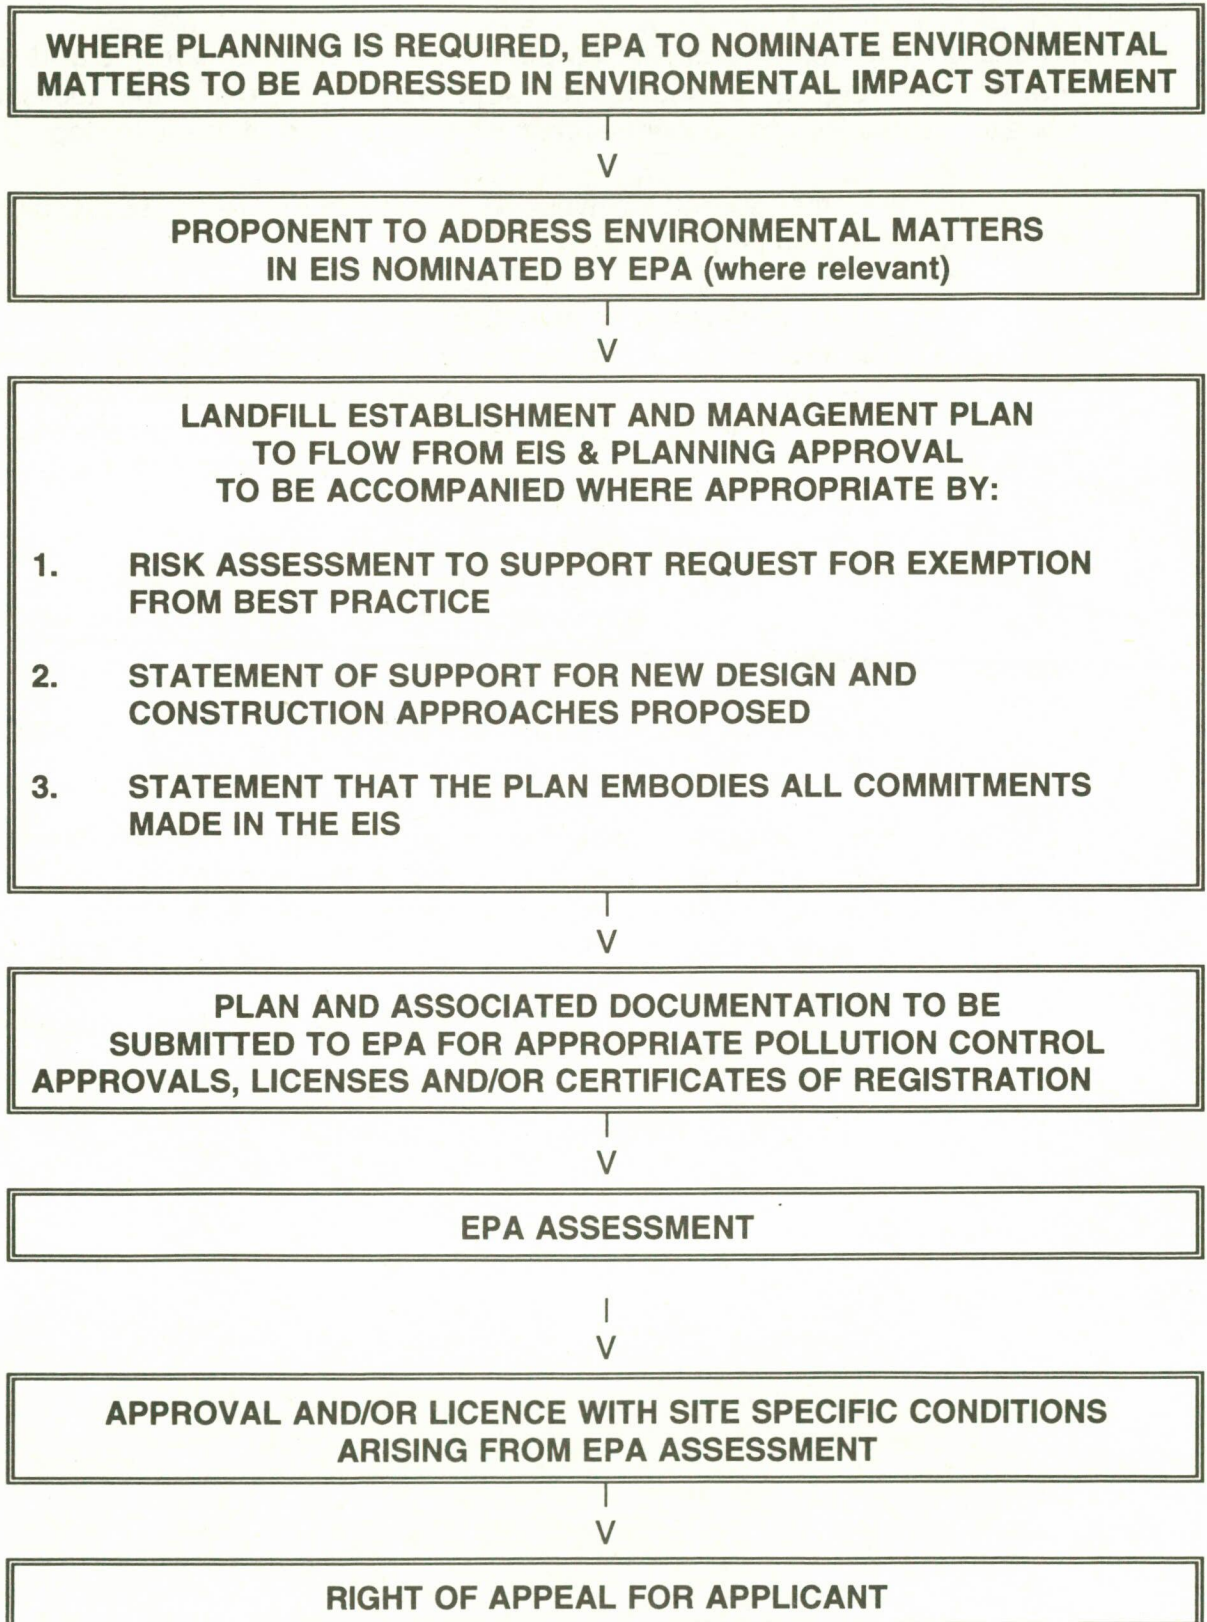 WHERE PLANNING IS REQUIRED, EPA TO NOMINATE ENVIRONMENTAL
MATTERS TO BE ADDRESSED IN ENVIRONMENTAL IMPACT STATEMENT
|
V
PROPONENT TO ADDRESS ENVIRONMENTAL MATTERS
IN EIS NOMINATED BY EPA (where relevant)
|
V
LANDFILL ESTABLISHMENT AND MANAGEMENT PLAN
TO FLOW FROM EIS & PLANNING APPROVAL
TO BE ACCOMPANIED WHERE APPROPRIATE BY:
1. RISK ASSESSMENT TO SUPPORT REQUEST FOR EXEMPTION
FROM BEST PRACTICE
2. STATEMENT OF SUPPORT FOR NEW DESIGN AND
CONSTRUCTION APPROACHES PROPOSED
3. STATEMENT THAT THE PLAN EMBODIES ALL COMMITMENTS
MADE IN THE EIS
|
V
PLAN AND ASSOCIATED DOCUMENTATION TO BE
SUBMITTED TO EPA FOR APPROPRIATE POLLUTION CONTROL
APPROVALS, LICENSES AND/OR CERTIFICATES OF REGISTRATION
|
V
EPA ASSESSMENT
|
V
APPROVAL AND/OR LICENCE WITH SITE SPECIFIC CONDITIONS
ARISING FROM EPA ASSESSMENT
|
V
RIGHT OF APPEAL FOR APPLICANT